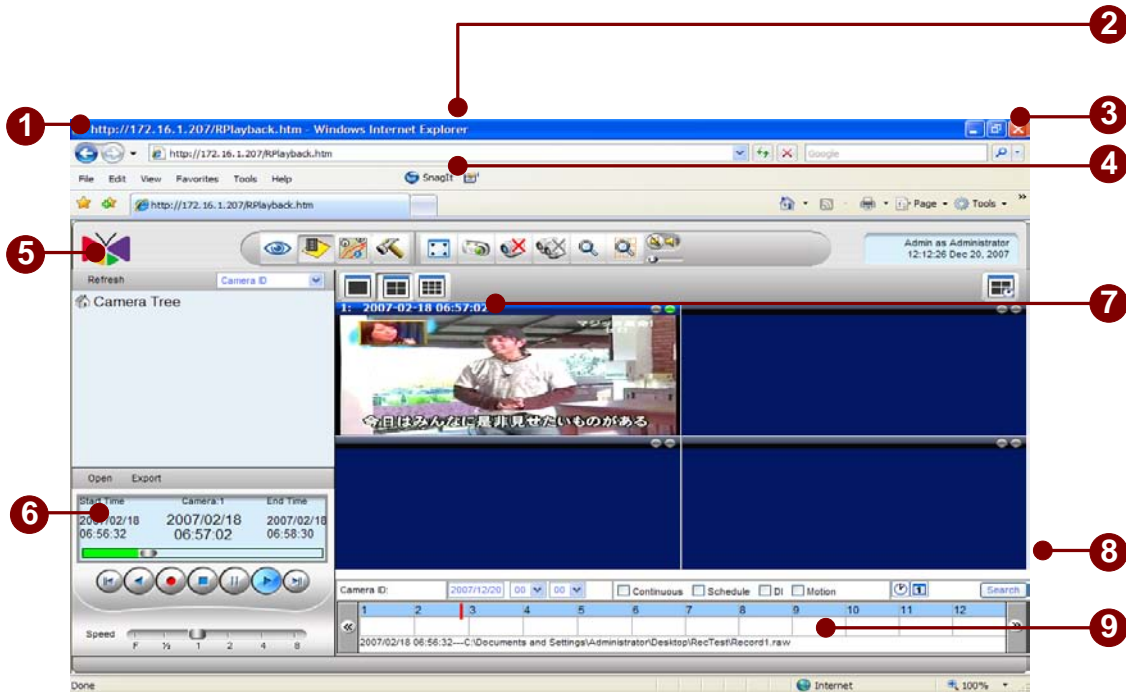 2
1
3
http://172.16.1.207/RPlayback.htm - Windows Internet Explorer
http://172.16.1.207/RPlayback.htm
Google
4
File Edit View Favorites Tools Help
SnagIt
http://172.16.1.207/RPlayback.htm
Page Tools
5
Admin as Administrator
12:12:26 Dec 20, 2007
Refresh
Camera ID
Camera Tree
1: 2007-02-18 06:57:02
7
今日はみんなに是非見せたいものがある
Open Export
Start Time Camera:1 End Time
2007/02/18 2007/02/18 2007/02/18
06:56:32 06:57:02 06:58:30
6
8
Camera ID: 2007/12/20 00 00 Continuous Schedule DI Motion 1 Search
1 2 3 4 5 6 7 8 9 10 11 12
9
2007/02/18 06:56:32---C:\Documents and Settings\Administrator\Desktop\RecTest\Record1.raw
Speed
F ½ 1 2 4 8
Done Internet 100%